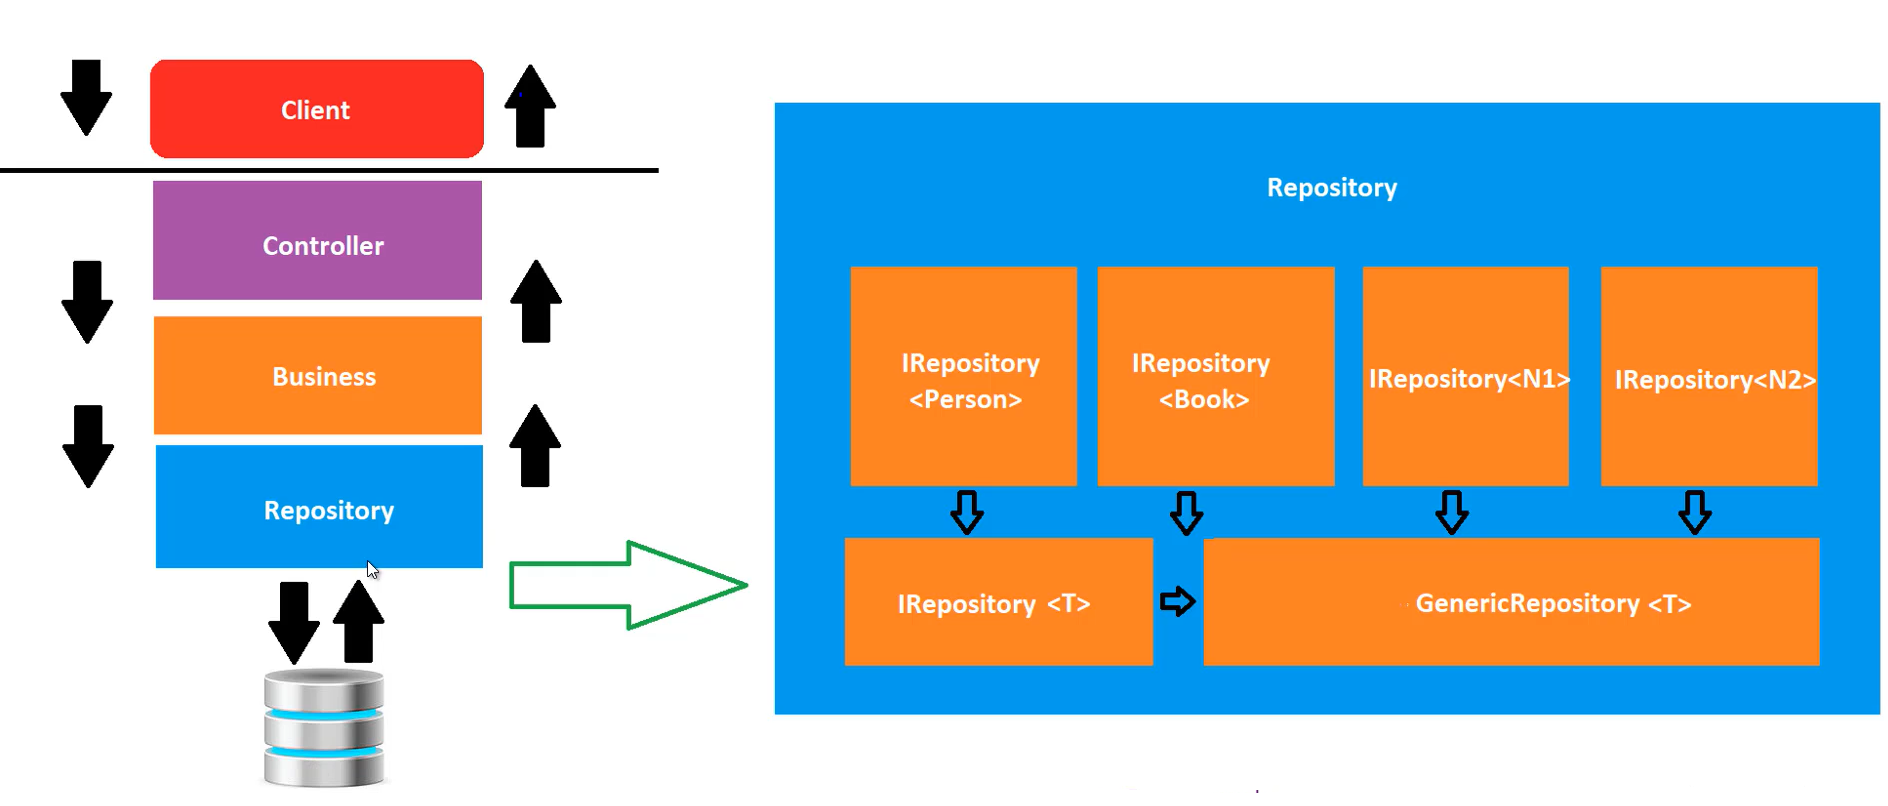 Client
Controller
Business
Repository
Repository
IRepository
<Person>
IRepository
<Book>
IRepository<N1>
IRepository<N2>
IRepository <T>
GenericRepository <T>